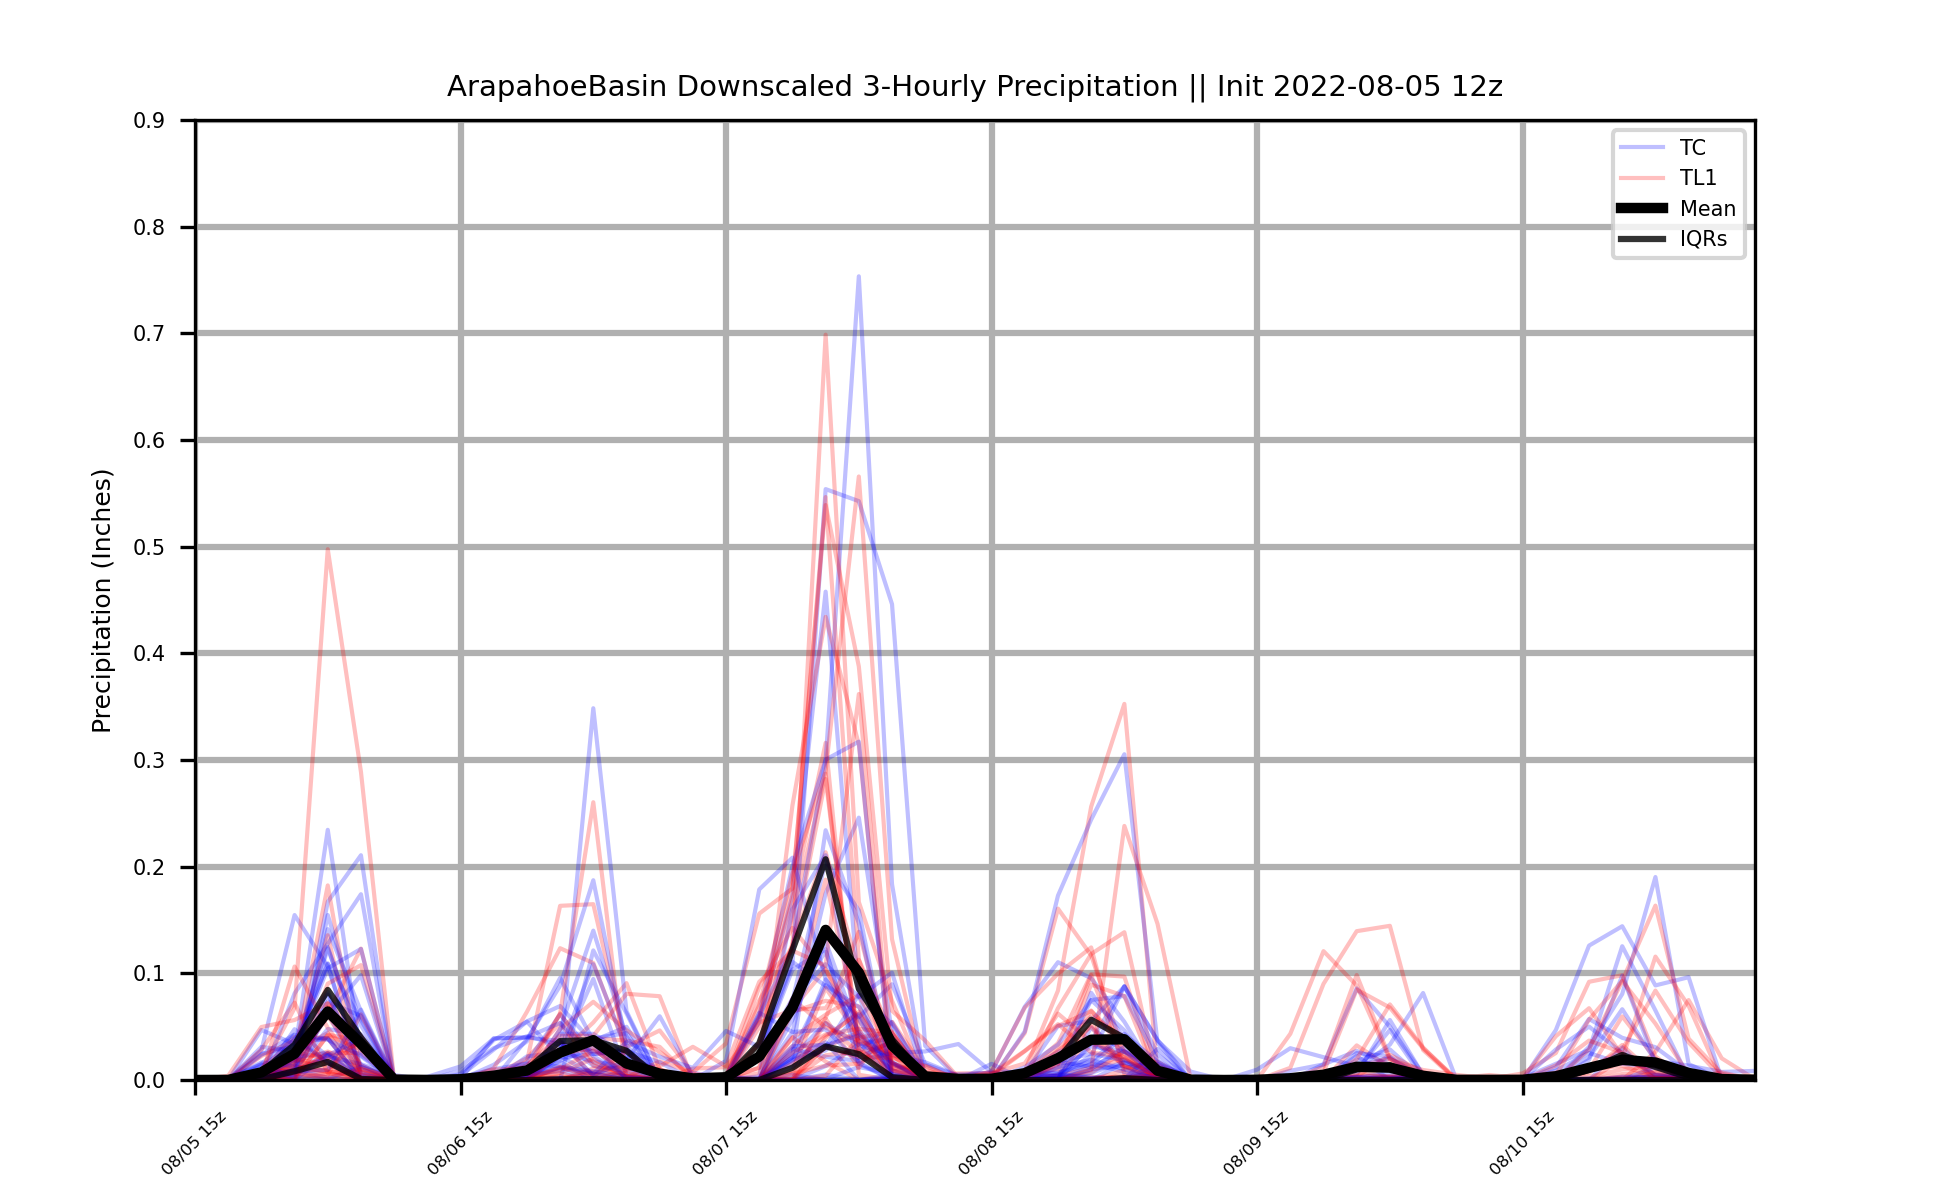 ArapahoeBasin Downscaled 3-Hourly Precipitation || Init 2022-08-05 12z
TC
TL1
Mean
IQRs
Precipitation (Inches)
0.9
0.8
0.7
0.6
0.5
0.4
0.3
0.2
0.1
0.0
08/05 15z
08/06 15z
08/07 15z
08/08 15z
08/09 15z
08/10 15z